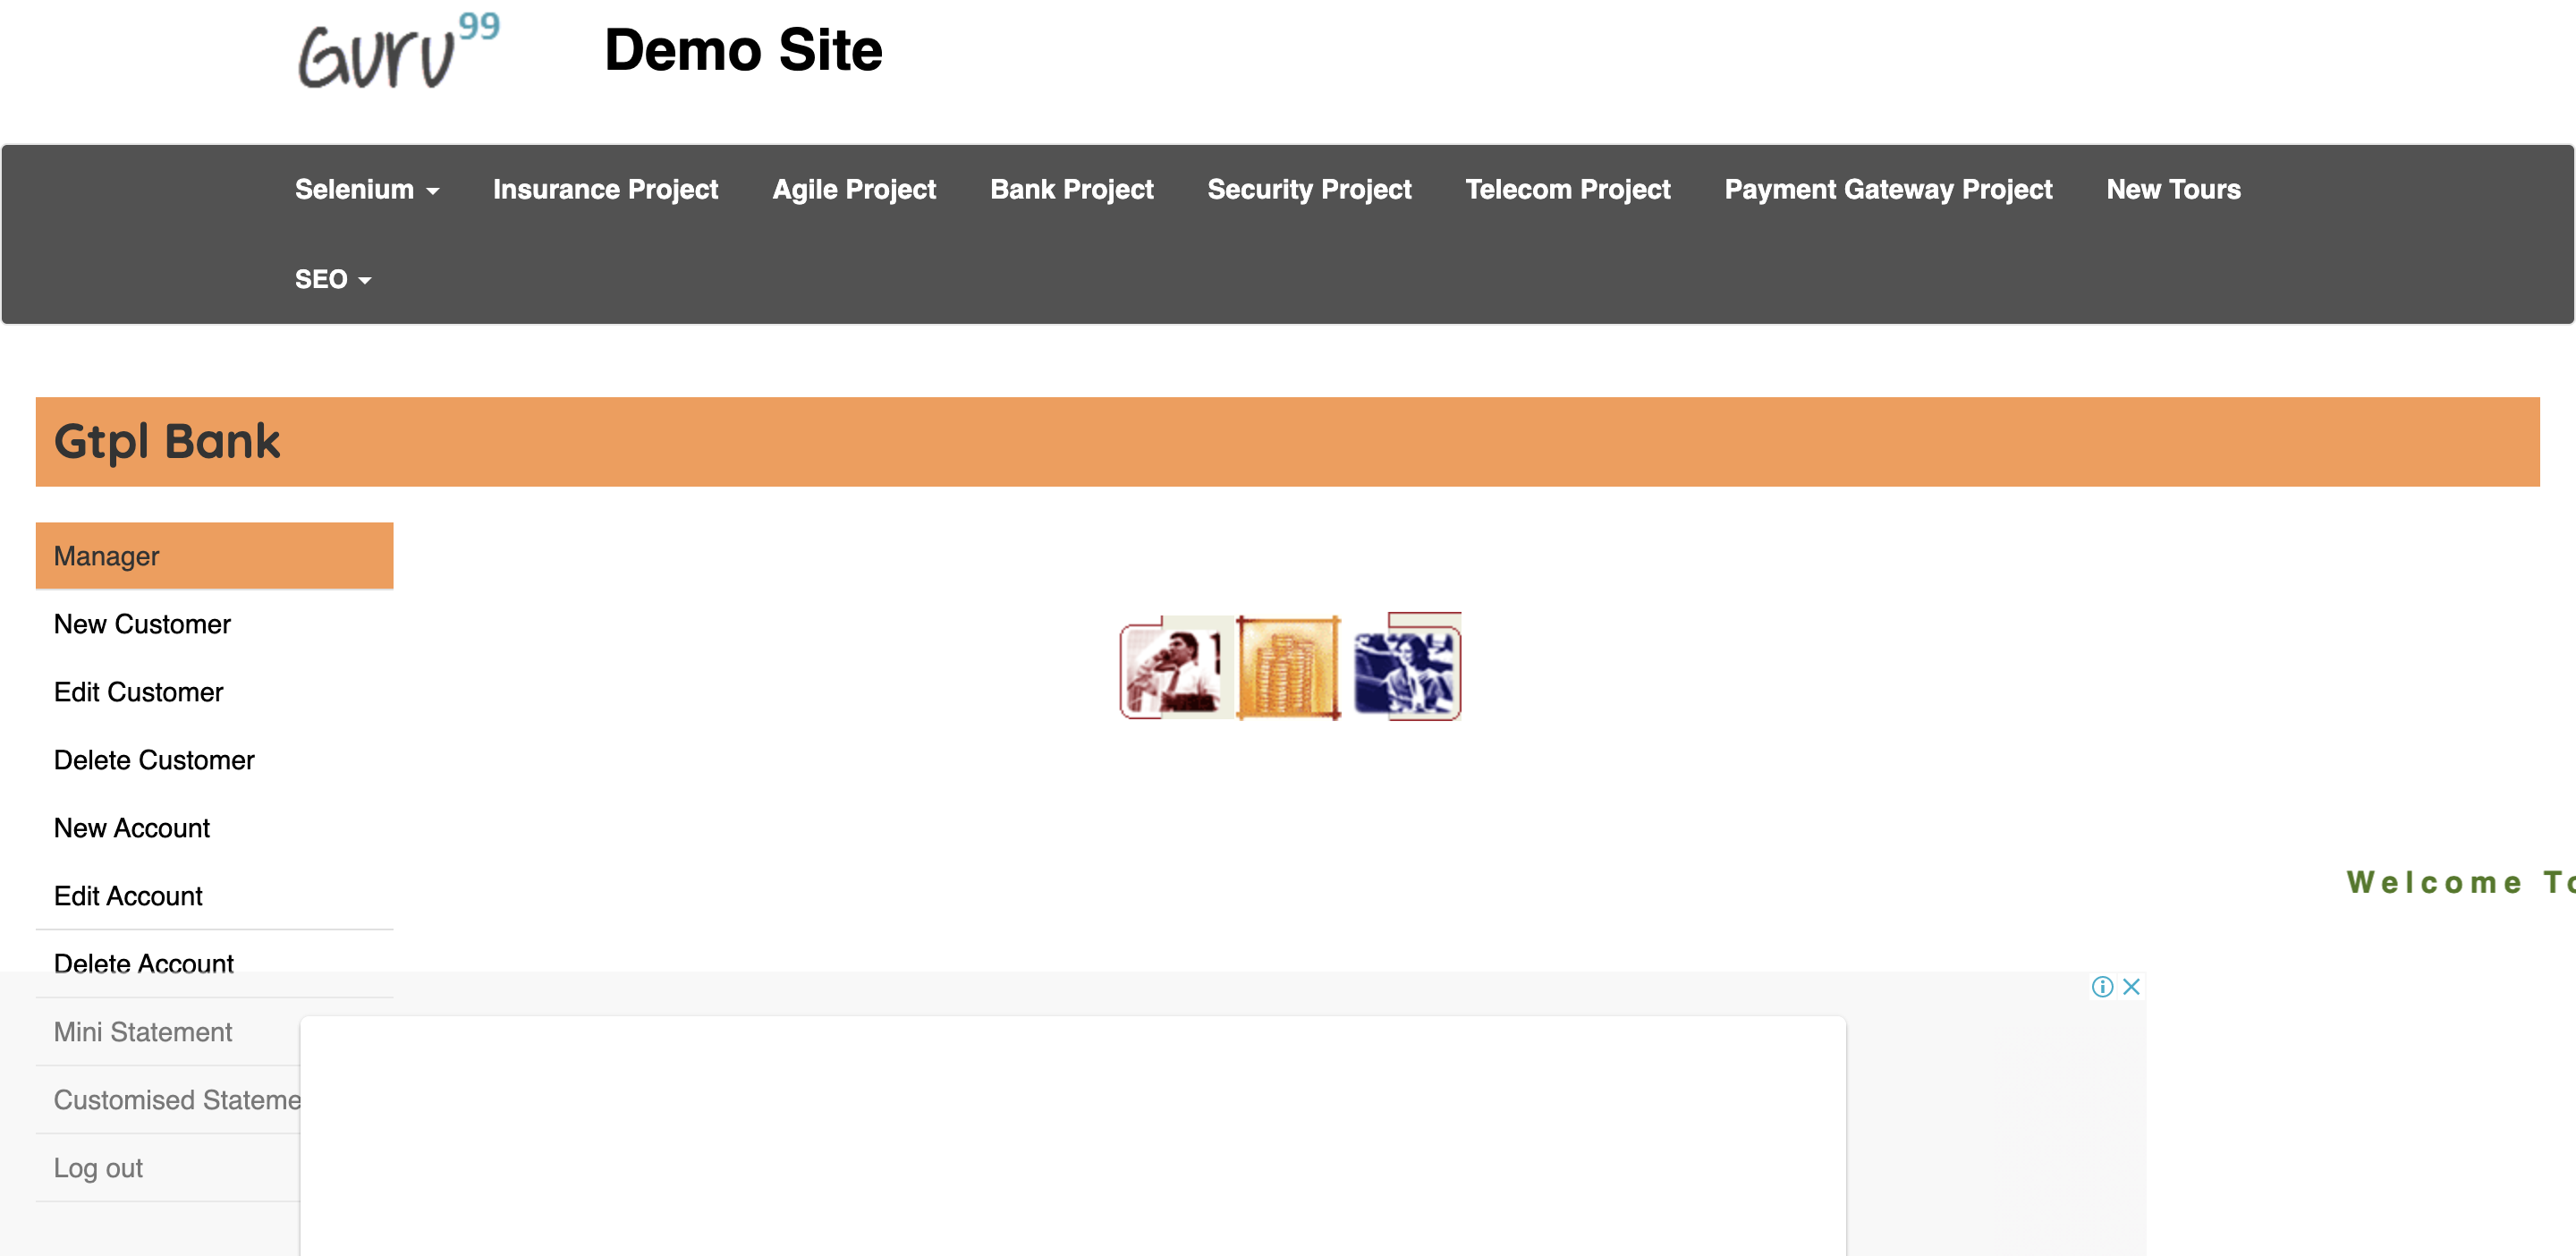 Guru99
Demo Site
Selenium Insurance Project Agile Project Bank Project Security Project Telecom Project Payment Gateway Project New Tours
SEO
Gtpl Bank
Manager
New Customer
Edit Customer
Delete Customer
New Account
Edit Account
Welcome To
Delete Account
Mini Statement
Customised Stateme
Log out